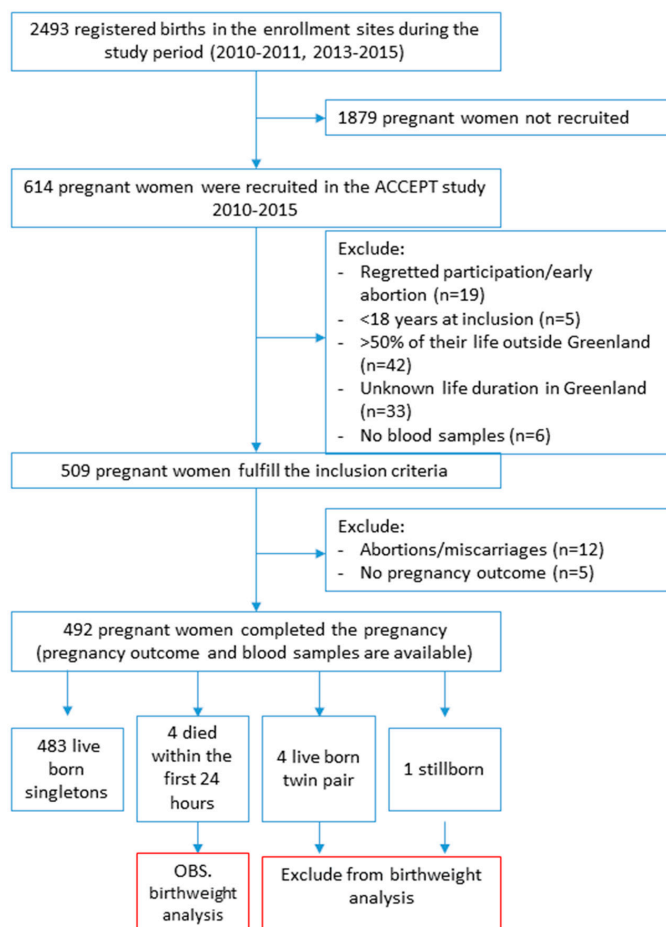 2493 registered births in the enrollment sites during the
study period (2010-2011, 2013-2015)
1879 pregnant women not recruited
614 pregnant women were recruited in the ACCEPT study
2010-2015
Exclude:
- Regretted participation/early
abortion (n=19)
- <18 years at inclusion (n=5)
- >50% of their life outside Greenland
(n=42)
- Unknown life duration in Greenland
(n=33)
- No blood samples (n=6)
509 pregnant women fulfill the inclusion criteria
Exclude:
- Abortions/miscarriages (n=12)
- No pregnancy outcome (n=5)
492 pregnant women completed the pregnancy
(pregnancy outcome and blood samples are available)
483 live
born
singletons
4 died
within the
first 24
hours
4 live born
twin pair
1 stillborn
OBS.
birthweight
analysis
Exclude from birthweight
analysis